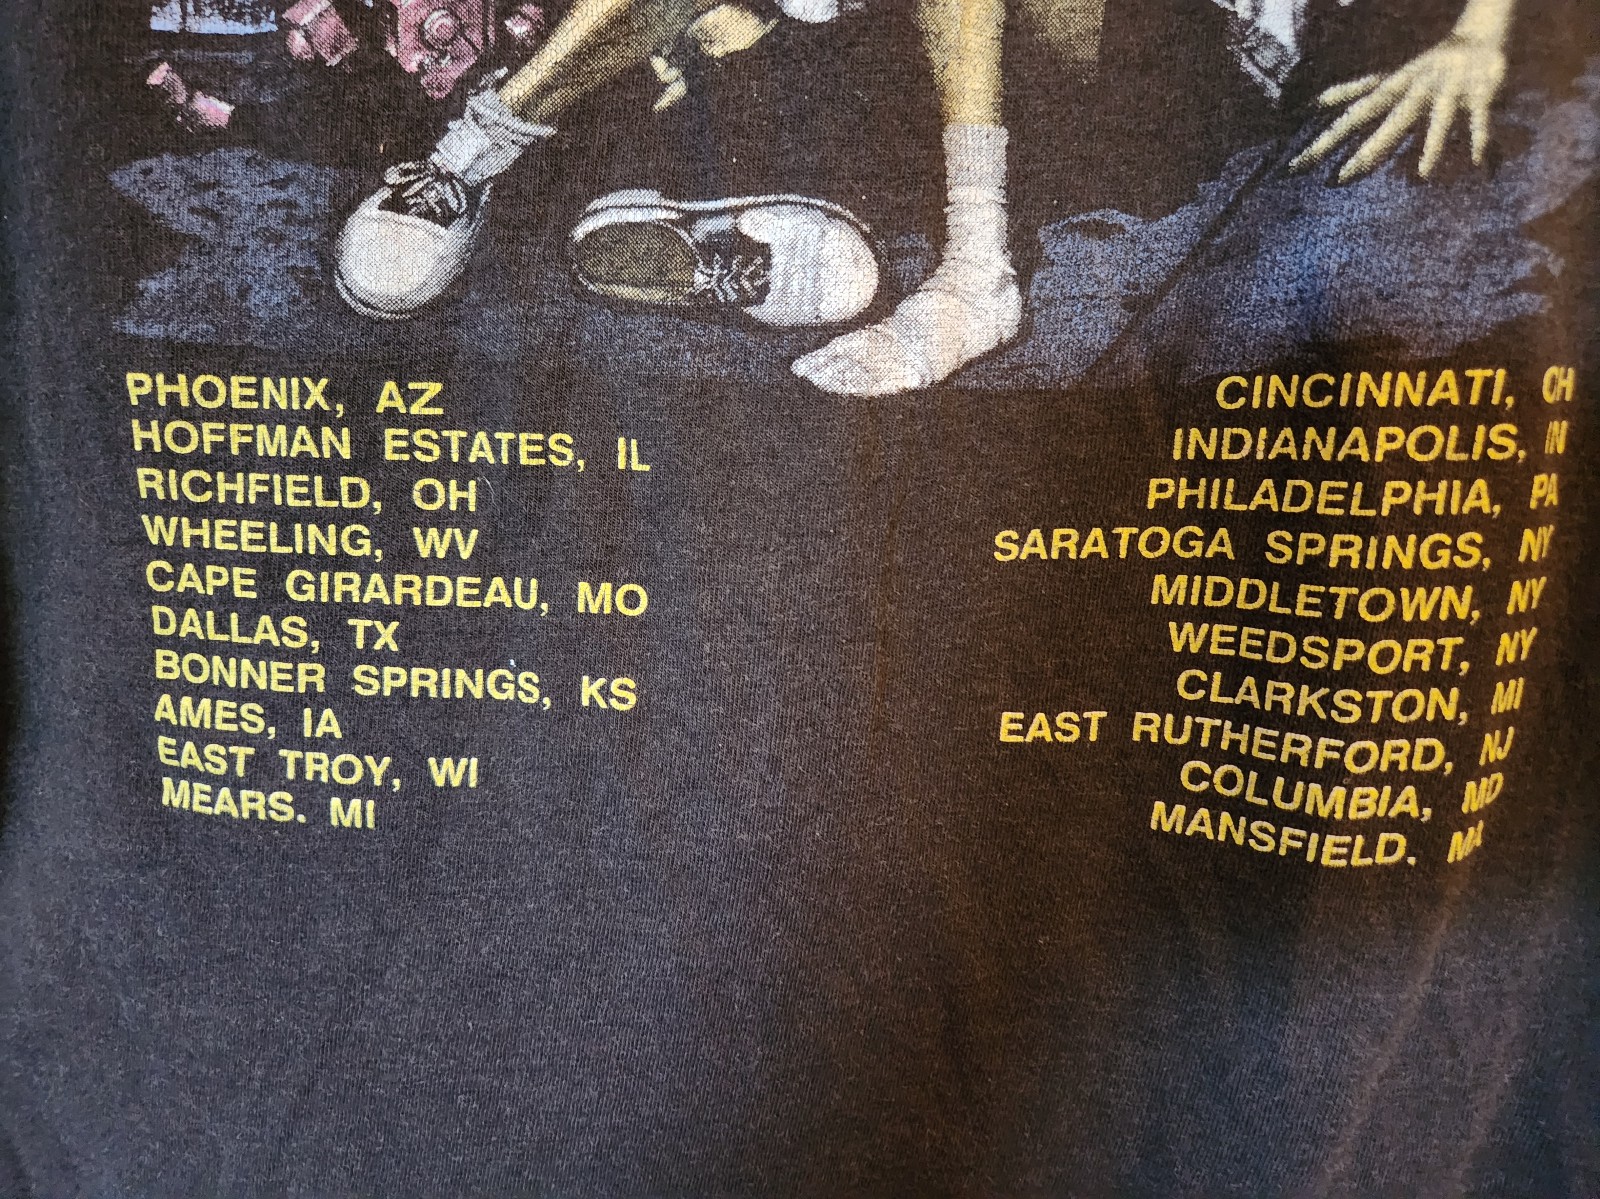 PHOENIX, AZ
HOFFMAN ESTATES, IL
RICHFIELD, OH
WHEELING, WV
CAPE GIRARDEAU, MO
DALLAS, TX
BONNER SPRINGS, KS
AMES, IA
EAST TROY, WI
MEARS. MI
CINCINNATI, OH
INDIANAPOLIS, IN
PHILADELPHIA, PA
SARATOGA SPRINGS, NY
MIDDLETOWN, NY
WEEDSPORT, NY
CLARKSTON, MI
EAST RUTHERFORD, NJ
COLUMBIA, MD
MANSFIELD. MA